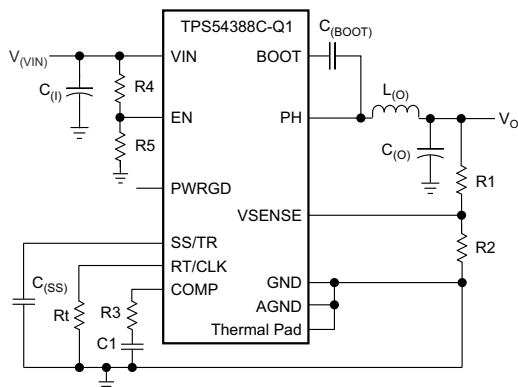 TPS54388C-Q1
C(BOOT)
V(VIN)
VIN
BOOT
C(I)
R4
EN
PH
L(O)
VO
R5
C(O)
R1
PWRGD
VSENSE
R2
SS/TR
C(SS)
RT/CLK
GND
COMP
AGND
Rt
R3
C1
Thermal Pad